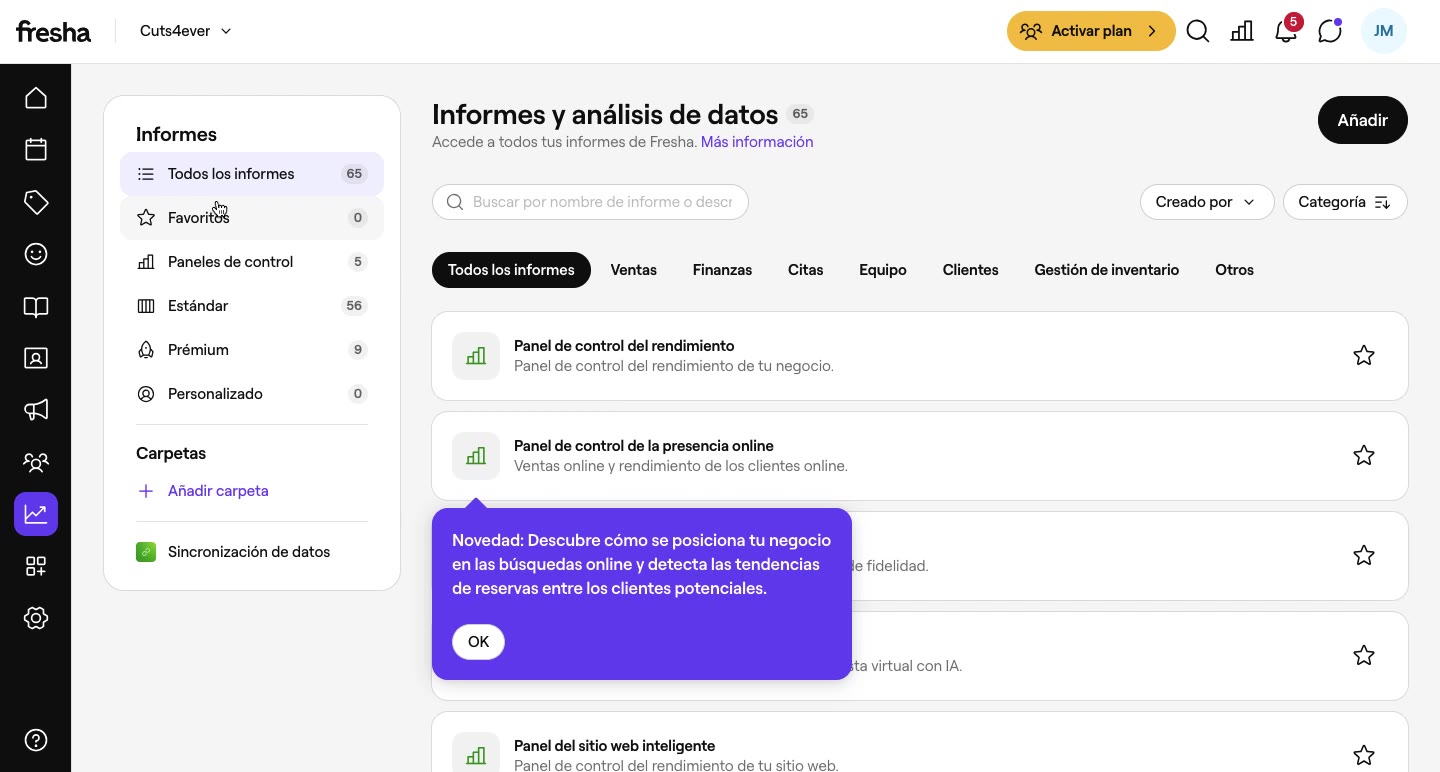 fresha
Cuts4ever
Activar plan
5
JM
Informes
Todos los informes 65
Favoritos 0
Paneles de control 5
Estándar 56
Prémium 9
Personalizado 0
Carpetas
Añadir carpeta
Sincronización de datos
Informes y análisis de datos 65
Accede a todos tus informes de Fresha. Más información
Añadir
Buscar por nombre de informe o descr
Creado por
Categoría
Todos los informes Ventas Finanzas Citas Equipo Clientes Gestión de inventario Otros
Panel de control del rendimiento
Panel de control del rendimiento de tu negocio.
Panel de control de la presencia online
Ventas online y rendimiento de los clientes online.
Novedad: Descubre cómo se posiciona tu negocio
en las búsquedas online y detecta las tendencias
de reservas entre los clientes potenciales.
OK
de fidelidad.
virtual con IA.
Panel del sitio web inteligente
Panel de control del rendimiento de tu sitio web.